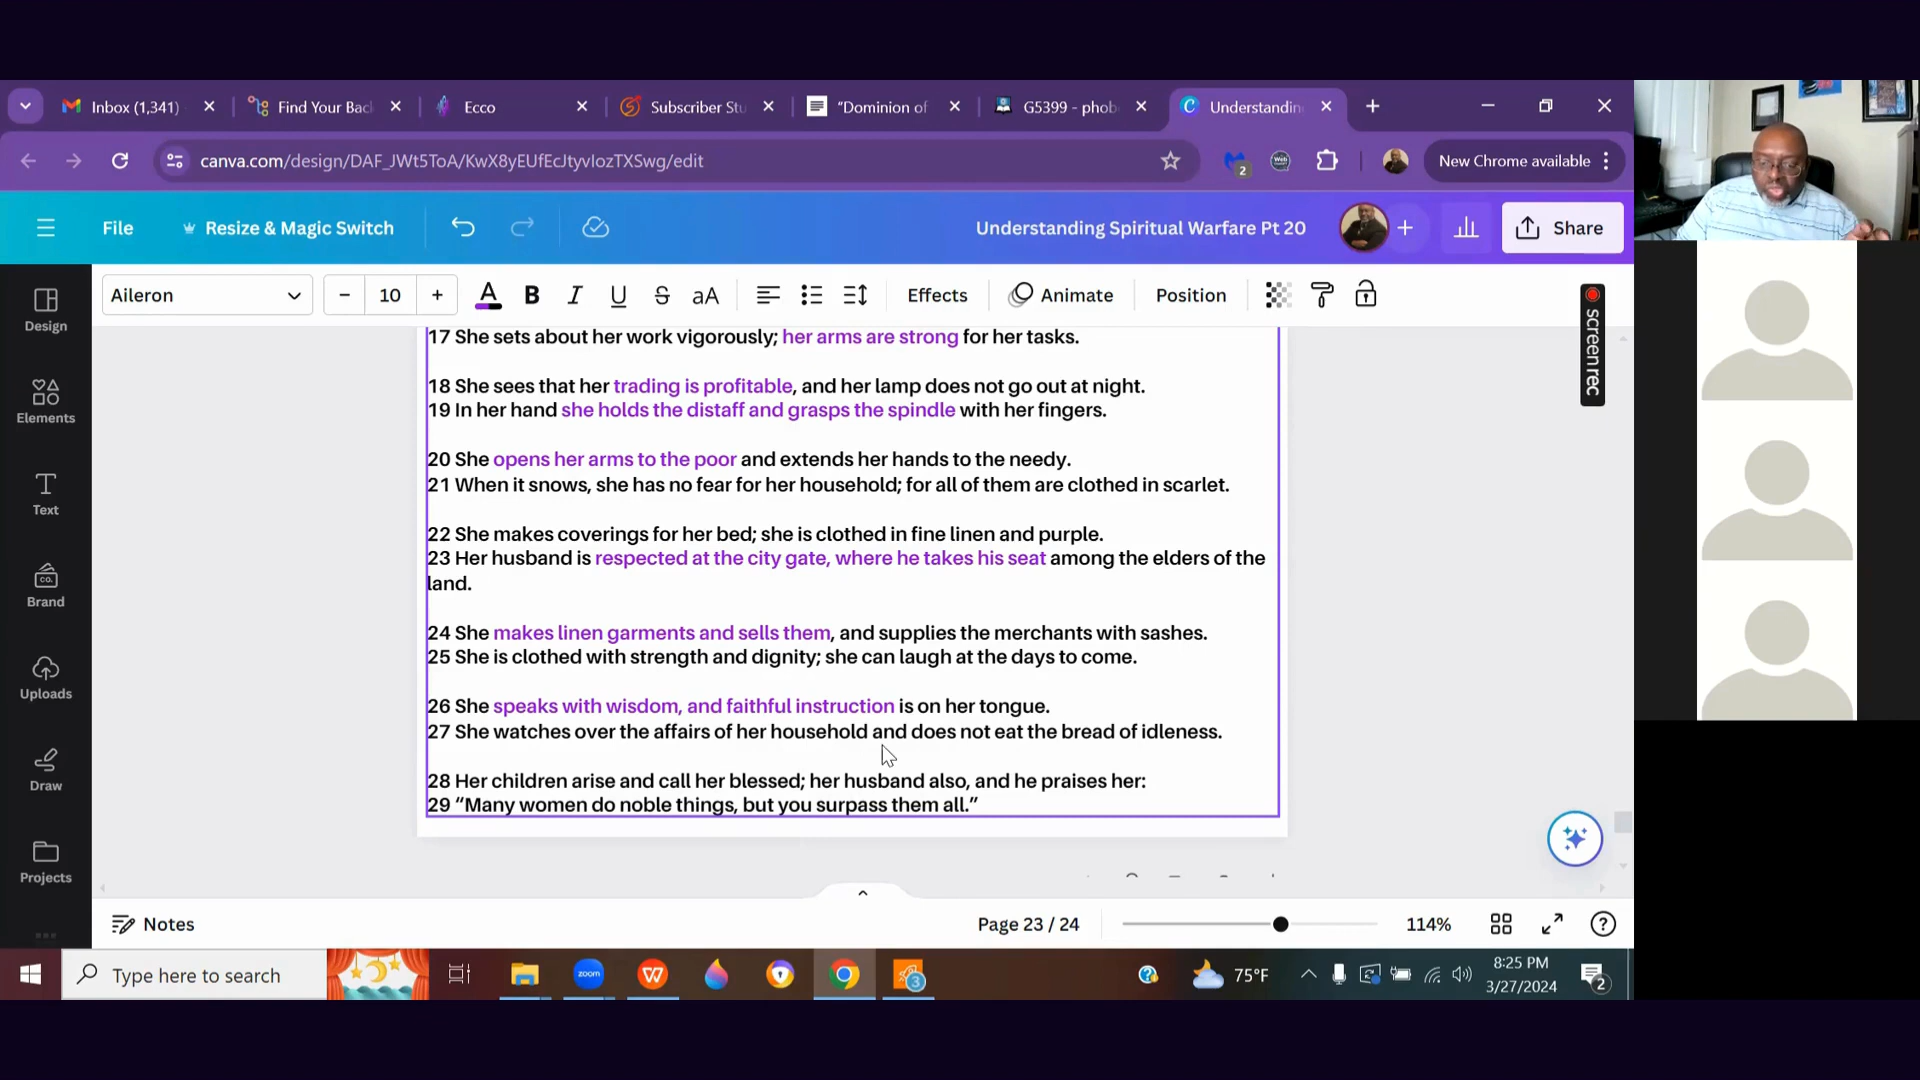 Inbox (1,341)
Find Your Bac
Ecco
Subscriber Stu
"Dominion of
G5399 - phob
Understanding
canva.com/design/DAF_JWt5ToA/KwX8yEUfEcJtyvIozTXSwg/edit
2
New Chrome available
File
Resize & Magic Switch
Understanding Spiritual Warfare Pt 20
Share
Aileron
10
A B I U S aA
Effects
Animate
Position
screenrec
Design
Elements
Text
CO.
Brand
Uploads
Draw
Projects
17 She sets about her work vigorously; her arms are strong for her tasks.
18 She sees that her trading is profitable, and her lamp does not go out at night.
19 In her hand she holds the distaff and grasps the spindle with her fingers.
20 She opens her arms to the poor and extends her hands to the needy.
21 When it snows, she has no fear for her household; for all of them are clothed in scarlet.
22 She makes coverings for her bed; she is clothed in fine linen and purple.
23 Her husband is respected at the city gate, where he takes his seat among the elders of the
land.
24 She makes linen garments and sells them, and supplies the merchants with sashes.
25 She is clothed with strength and dignity; she can laugh at the days to come.
26 She speaks with wisdom, and faithful instruction is on her tongue.
27 She watches over the affairs of her household and does not eat the bread of idleness.
28 Her children arise and call her blessed; her husband also, and he praises her:
29 “Many women do noble things, but you surpass them all.”
Notes
Page 23 / 24
114%
Type here to search
zoom
W
3
75°F
8:25 PM
3/27/2024
2